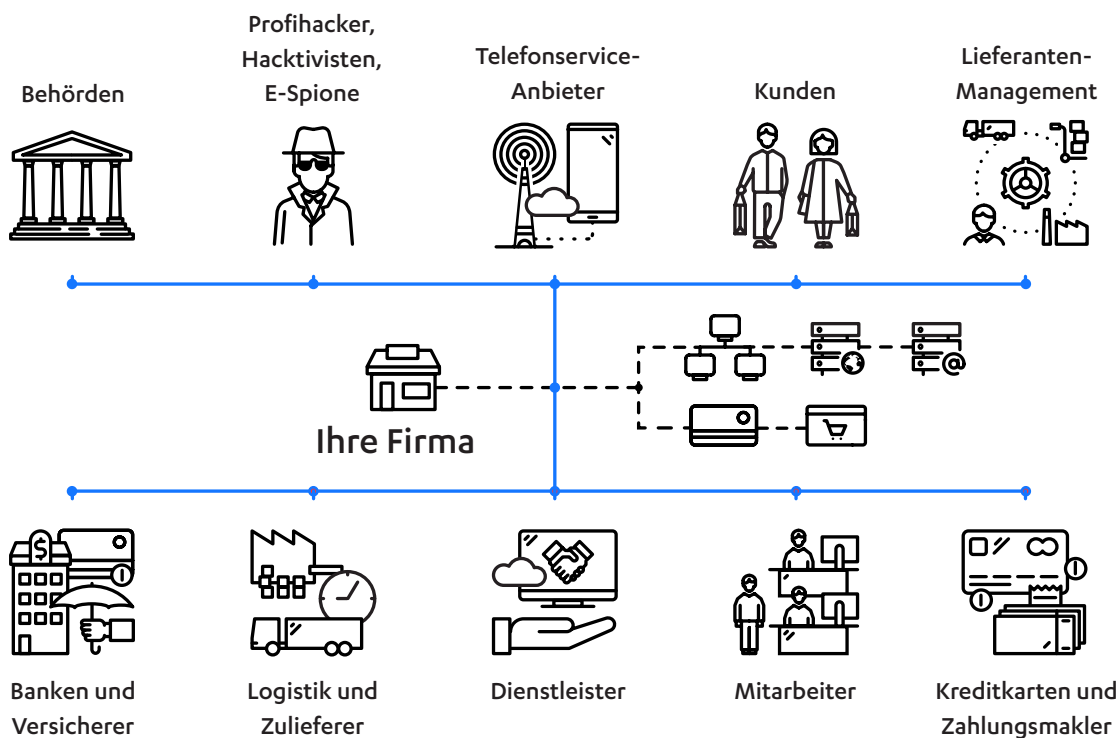 Behörden
Profihacker,
Hacktivisten,
E-Spione
Telefonservice-
Anbieter
Kunden
Lieferanten-
Management
@
Ihre Firma
$
Banken und
Versicherer
Logistik und
Zulieferer
Dienstleister
Mitarbeiter
Kreditkarten und
Zahlungsmakler